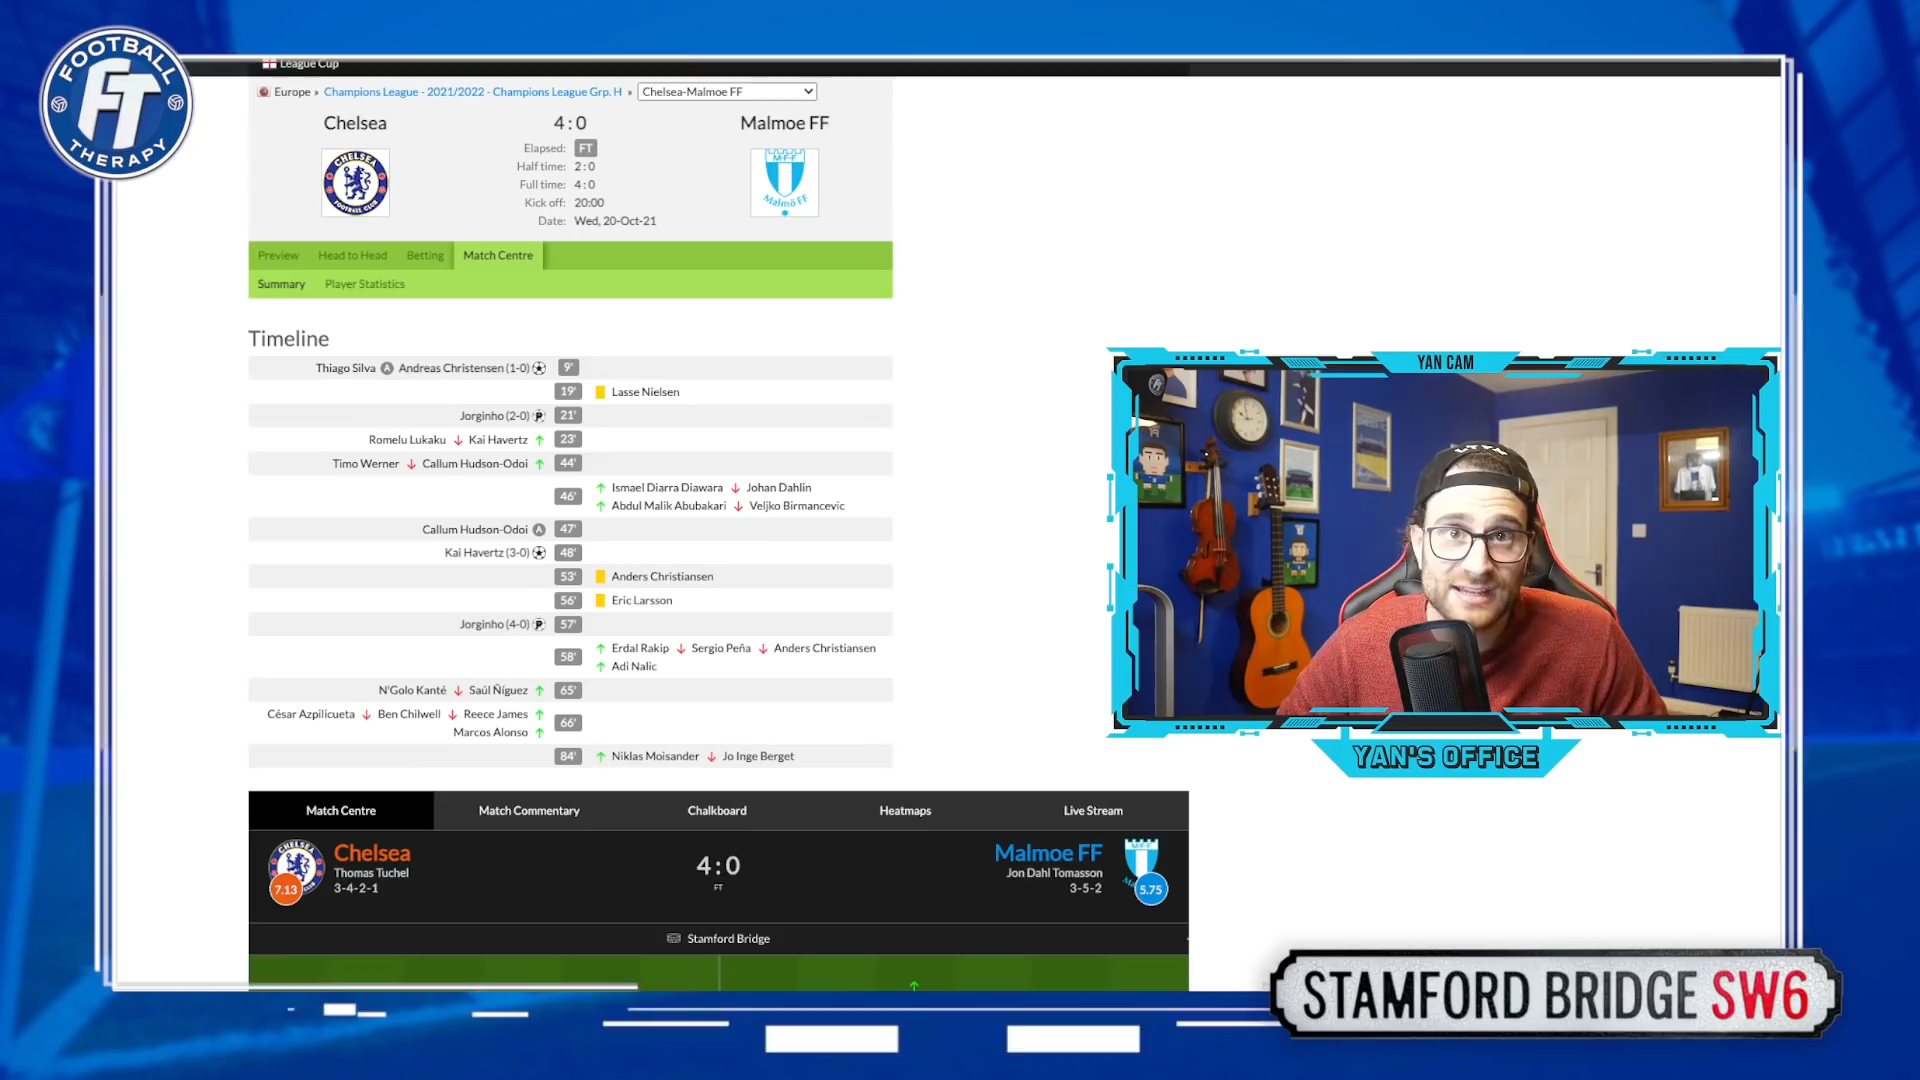 FOOTBALL
FT
THERAPY
League Cup
Europe » Champions League - 2021/2022 - Champions League Grp. H » Chelsea-Malmoe FF
Chelsea 4 : 0 Malmoe FF
Elapsed: FT
Half time: 2 : 0
Full time: 4 : 0
Kick off: 20:00
Date: Wed, 20-Oct-21
CHELSEA
FOOTBALL CLUB
M·F·F
Malmö FF
Preview Head to Head Betting Match Centre
Summary Player Statistics
Timeline
Thiago Silva A Andreas Christensen (1-0) 9'
19' Lasse Nielsen
Jorginho (2-0) P 21'
Romelu Lukaku Kai Havertz 23'
Timo Werner Callum Hudson-Odoi 44'
46' Ismael Diarra Diawara Johan Dahlin
Abdul Malik Abubakari Veljko Birmancevic
Callum Hudson-Odoi A 47'
Kai Havertz (3-0) 48'
53' Anders Christiansen
56' Eric Larsson
Jorginho (4-0) P 57'
58' Erdal Rakip Sergio Peña Anders Christiansen
Adi Nalic
N'Golo Kanté Saúl Ñíguez 65'
César Azpilicueta Ben Chilwell Reece James 66'
Marcos Alonso
84' Niklas Moisander Jo Inge Berget
YAN CAM
19
YAN'S OFFICE
Match Centre Match Commentary Chalkboard Heatmaps Live Stream
CHELSEA
Chelsea 4 : 0 Malmoe FF
Thomas Tuchel FT Jon Dahl Tomasson
7.13 3-4-2-1 3-5-2 5.75
Stamford Bridge
STAMFORD BRIDGE SW6